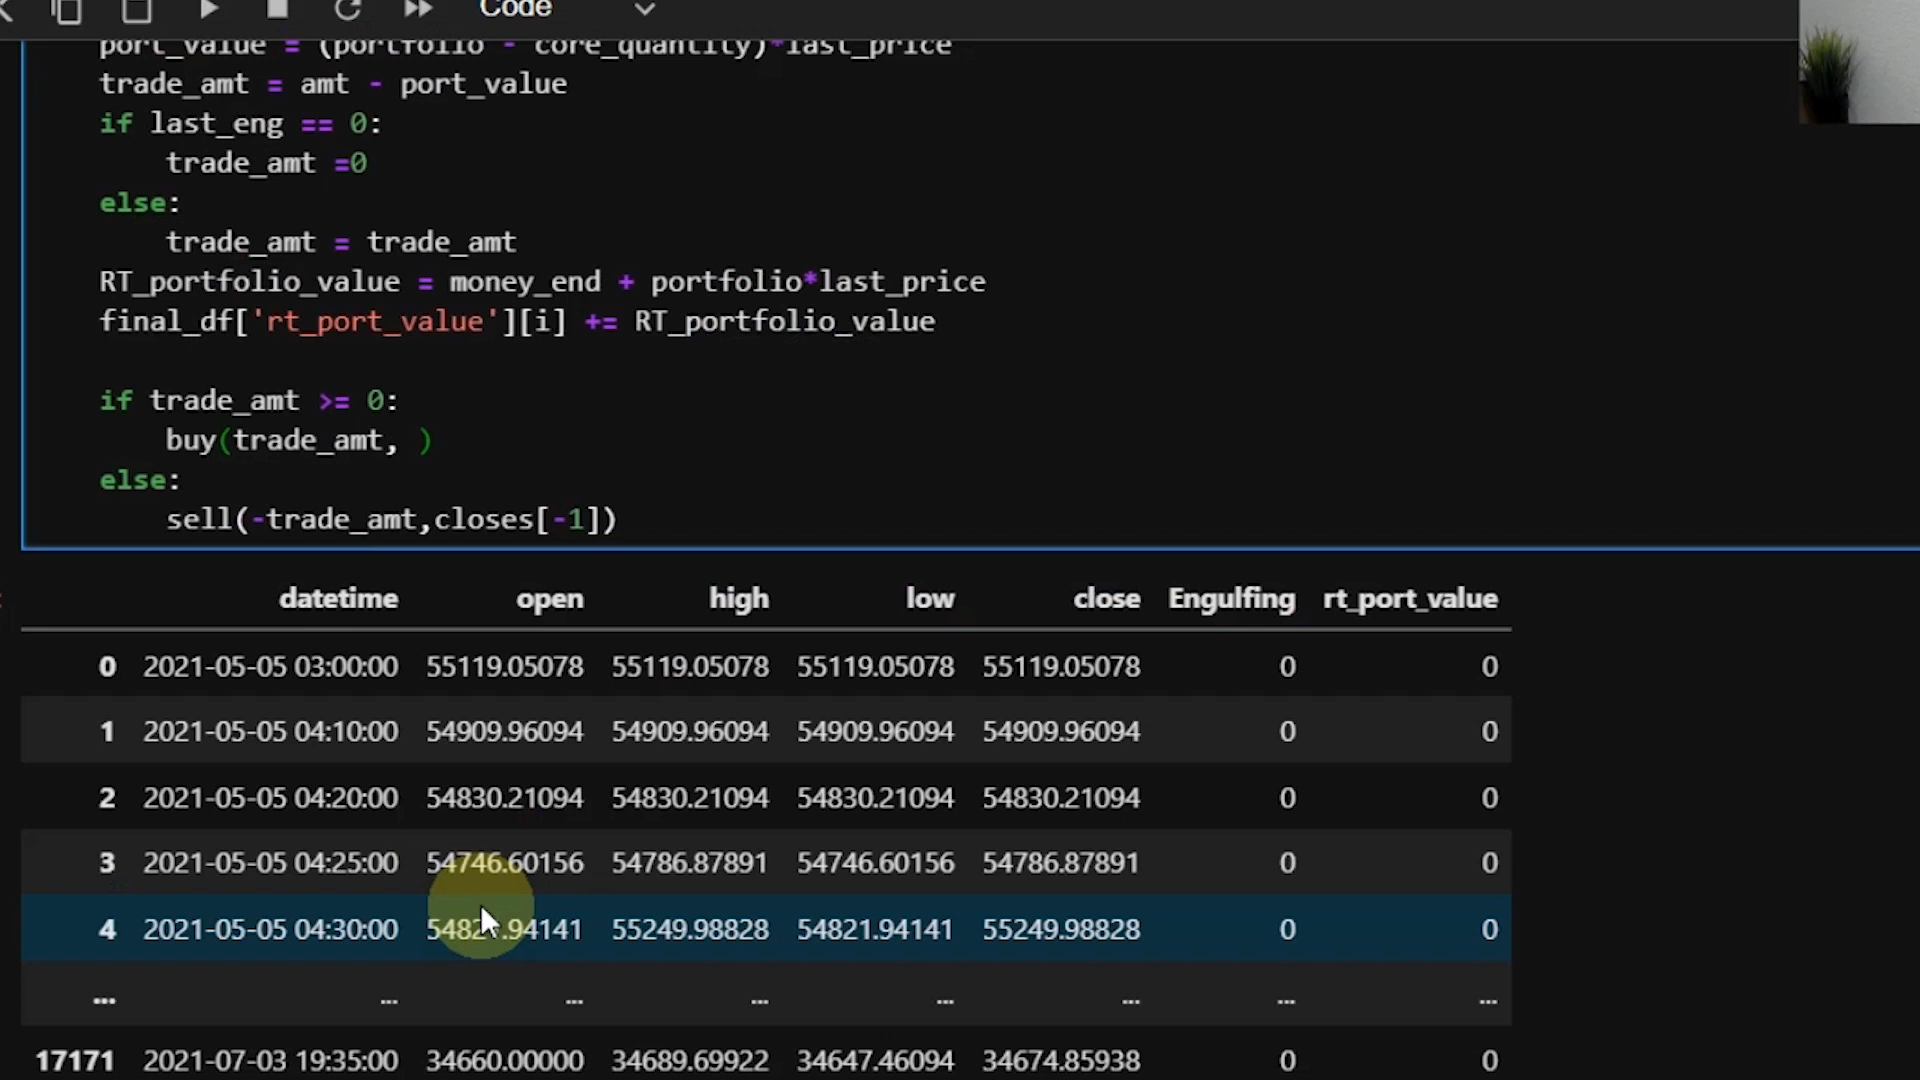 Code
port_value = (portfolio - core_quantity)*last_price
trade_amt = amt - port_value
if last_eng == 0:
trade_amt =0
else:
trade_amt = trade_amt
RT_portfolio_value = money_end + portfolio*last_price
final_df['rt_port_value'][i] += RT_portfolio_value
if trade_amt >= 0:
buy(trade_amt, )
else:
sell(-trade_amt,closes[-1])
datetime open high low close Engulfing rt_port_value
0 2021-05-05 03:00:00 55119.05078 55119.05078 55119.05078 55119.05078 0 0
1 2021-05-05 04:10:00 54909.96094 54909.96094 54909.96094 54909.96094 0 0
2 2021-05-05 04:20:00 54830.21094 54830.21094 54830.21094 54830.21094 0 0
3 2021-05-05 04:25:00 54746.60156 54786.87891 54746.60156 54786.87891 0 0
4 2021-05-05 04:30:00 54821.94141 55249.98828 54821.94141 55249.98828 0 0
... ... ... ... ... ... ... ...
17171 2021-07-03 19:35:00 34660.00000 34689.69922 34647.46094 34674.85938 0 0